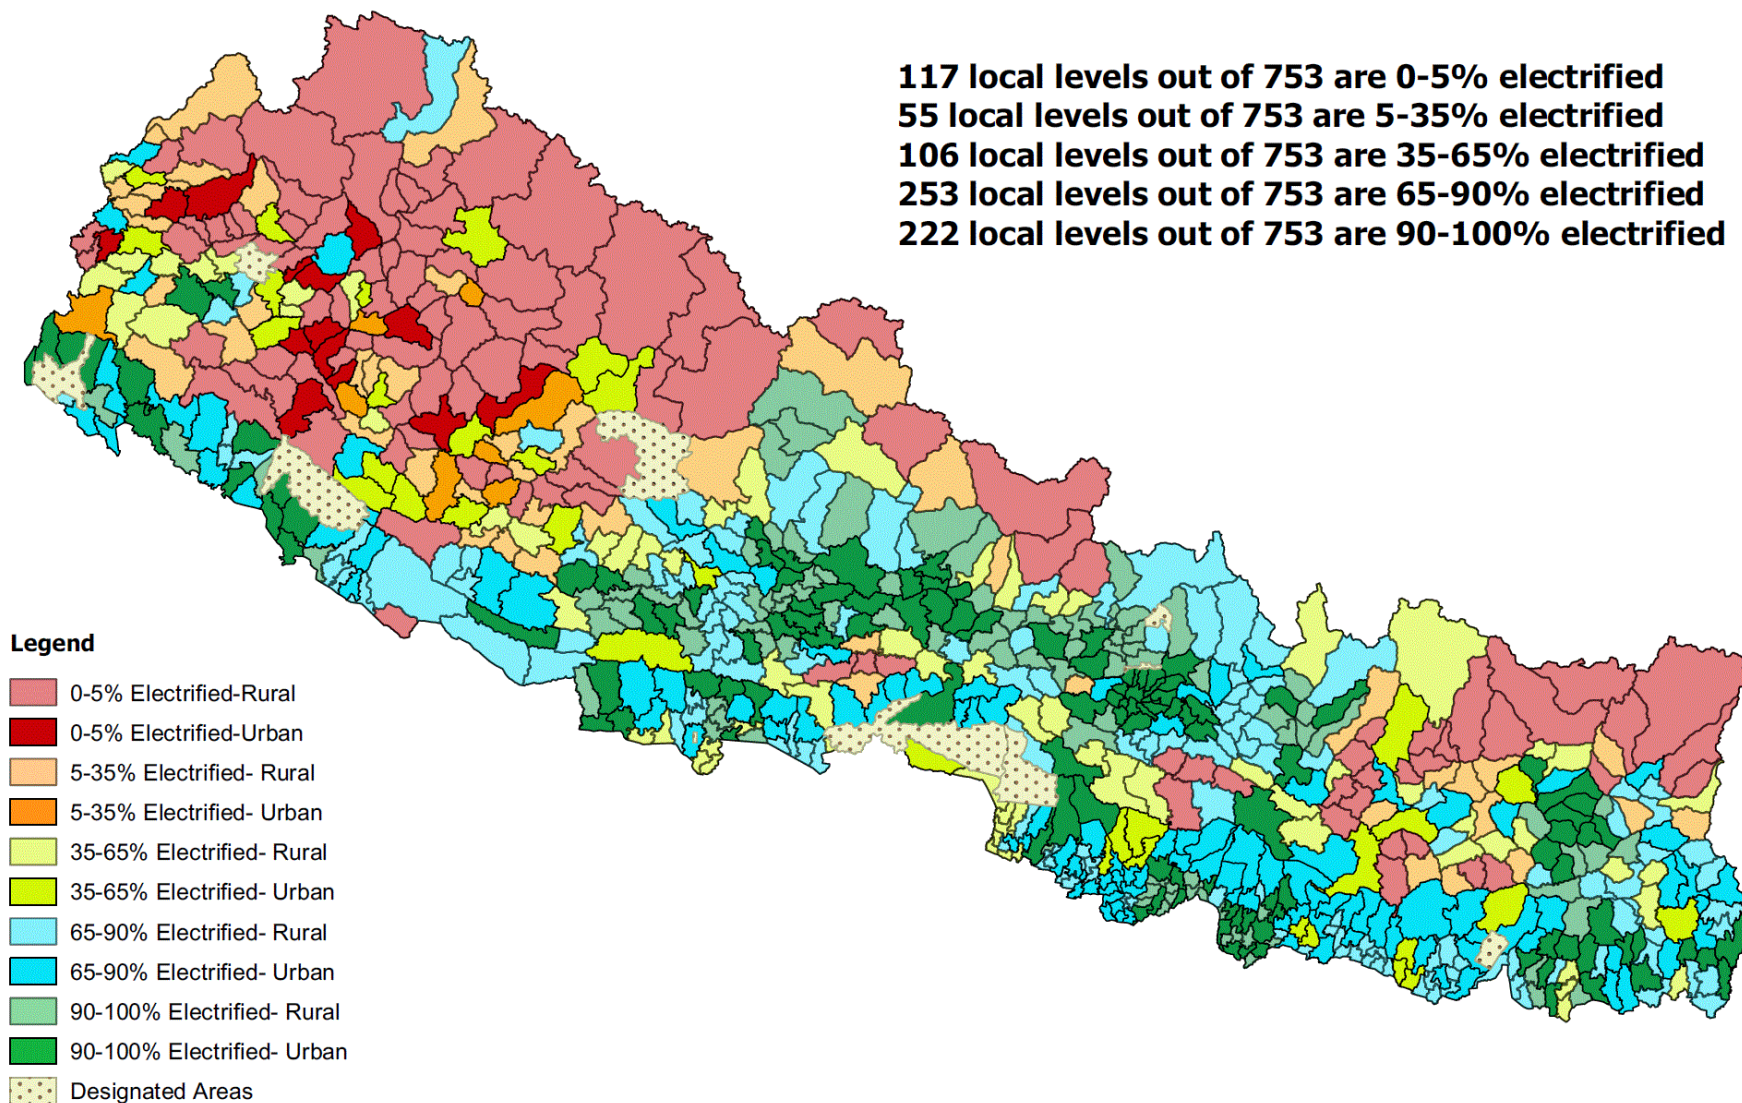 117 local levels out of 753 are 0-5% electrified
55 local levels out of 753 are 5-35% electrified
106 local levels out of 753 are 35-65% electrified
253 local levels out of 753 are 65-90% electrified
222 local levels out of 753 are 90-100% electrified
Legend
0-5% Electrified-Rural
0-5% Electrified-Urban
5-35% Electrified- Rural
5-35% Electrified- Urban
35-65% Electrified- Rural
35-65% Electrified- Urban
65-90% Electrified- Rural
65-90% Electrified- Urban
90-100% Electrified- Rural
90-100% Electrified- Urban
Designated Areas